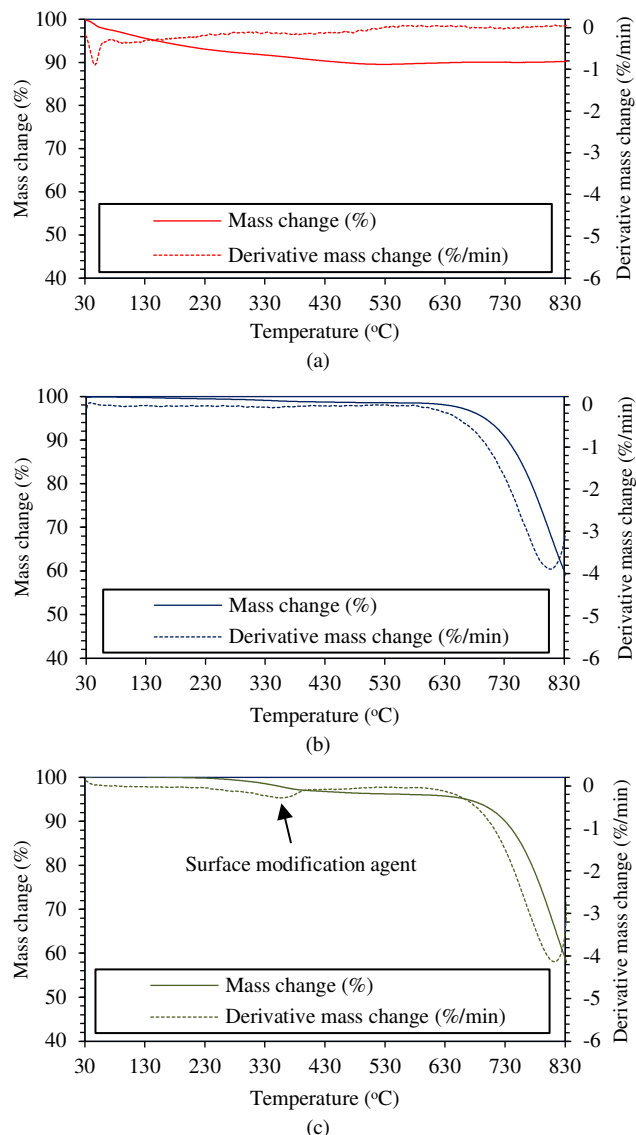 100
90
80
70
60
50
40
Mass change (%)
0
-1
-2
-3
-4
-5
-6
Derivative mass change (%/min)
Mass change (%)
Derivative mass change (%/min)
30 130 230 330 430 530 630 730 830
Temperature (°C)
(a)
100
90
80
70
60
50
40
Mass change (%)
0
-1
-2
-3
-4
-5
-6
Derivative mass change (%/min)
Mass change (%)
Derivative mass change (%/min)
30 130 230 330 430 530 630 730 830
Temperature (°C)
(b)
100
90
80
70
60
50
40
Mass change (%)
0
-1
-2
-3
-4
-5
-6
Derivative mass change (%/min)
Surface modification agent
Mass change (%)
Derivative mass change (%/min)
30 130 230 330 430 530 630 730 830
Temperature (°C)
(c)